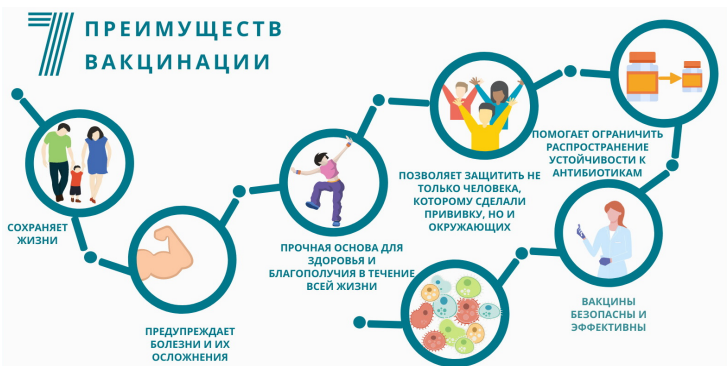 7 ПРЕИМУЩЕСТВ
ВАКЦИНАЦИИ
СОХРАНЯЕТ
ЖИЗНИ
ПРЕДУПРЕЖДАЕТ
БОЛЕЗНИ И ИХ
ОСЛОЖНЕНИЯ
ПРОЧНАЯ ОСНОВА ДЛЯ
ЗДОРОВЬЯ И
БЛАГОПОЛУЧИЯ В ТЕЧЕНИЕ
ВСЕЙ ЖИЗНИ
ПОЗВОЛЯЕТ ЗАЩИТИТЬ НЕ
ТОЛЬКО ЧЕЛОВЕКА,
КОТОРОМУ СДЕЛАЛИ
ПРИВИВКУ, НО И
ОКРУЖАЮЩИХ
ПОМОГАЕТ ОГРАНИЧИТЬ
РАСПРОСТРАНЕНИЕ
УСТОЙЧИВОСТИ К
АНТИБИОТИКАМ
ВАКЦИНЫ
БЕЗОПАСНЫ И
ЭФФЕКТИВНЫ